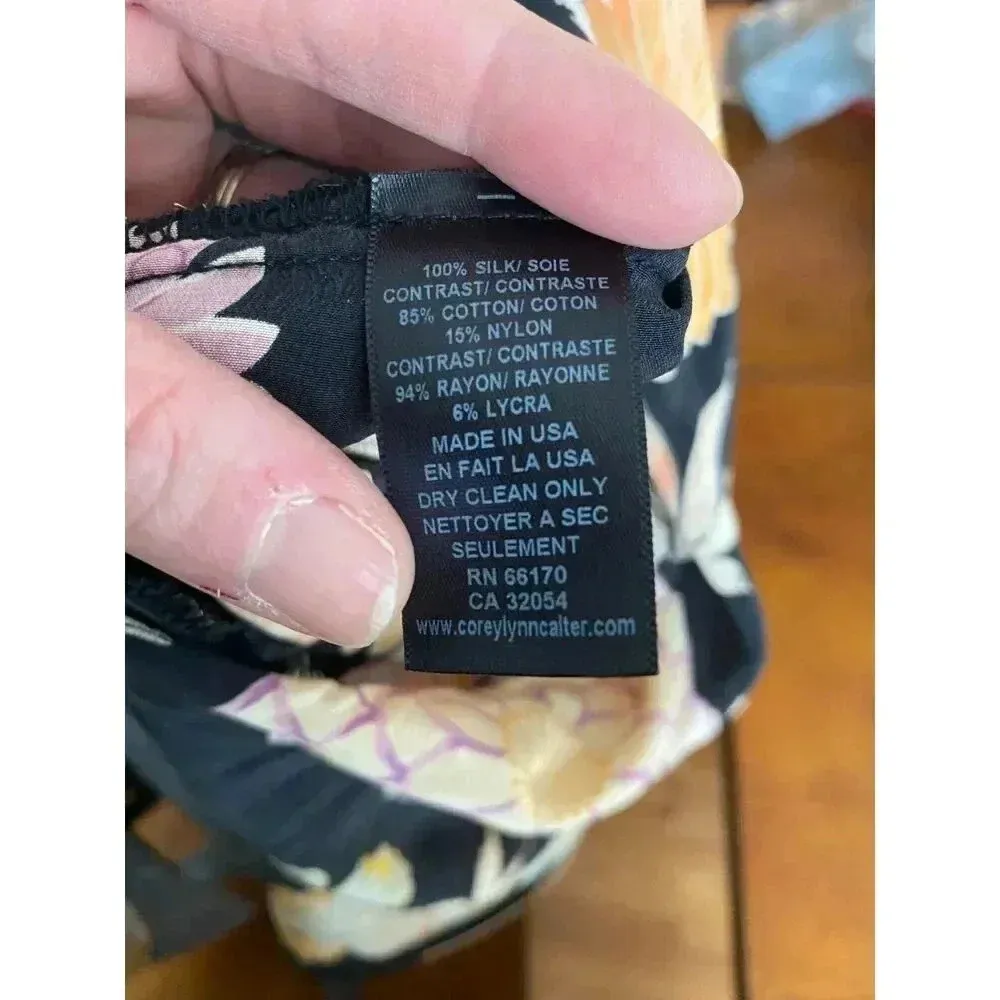 100% SILK/ SOIE
CONTRAST/ CONTRASTE
85% COTTON/ COTON
15% NYLON
CONTRAST/ CONTRASTE
94% RAYON/ RAYONNE
6% LYCRA
MADE IN USA
EN FAIT LA USA
DRY CLEAN ONLY
NETTOYER A SEC
SEULEMENT
RN 66170
CA 32054
www.coreylynncalter.com